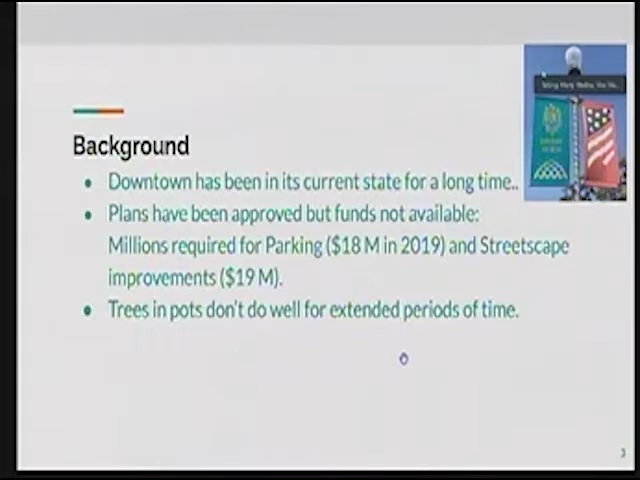 Background
• Downtown has been in its current state for a long time..
• Plans have been approved but funds not available:
Millions required for Parking ($18 M in 2019) and Streetscape
improvements ($19 M).
• Trees in pots don't do well for extended periods of time.
3